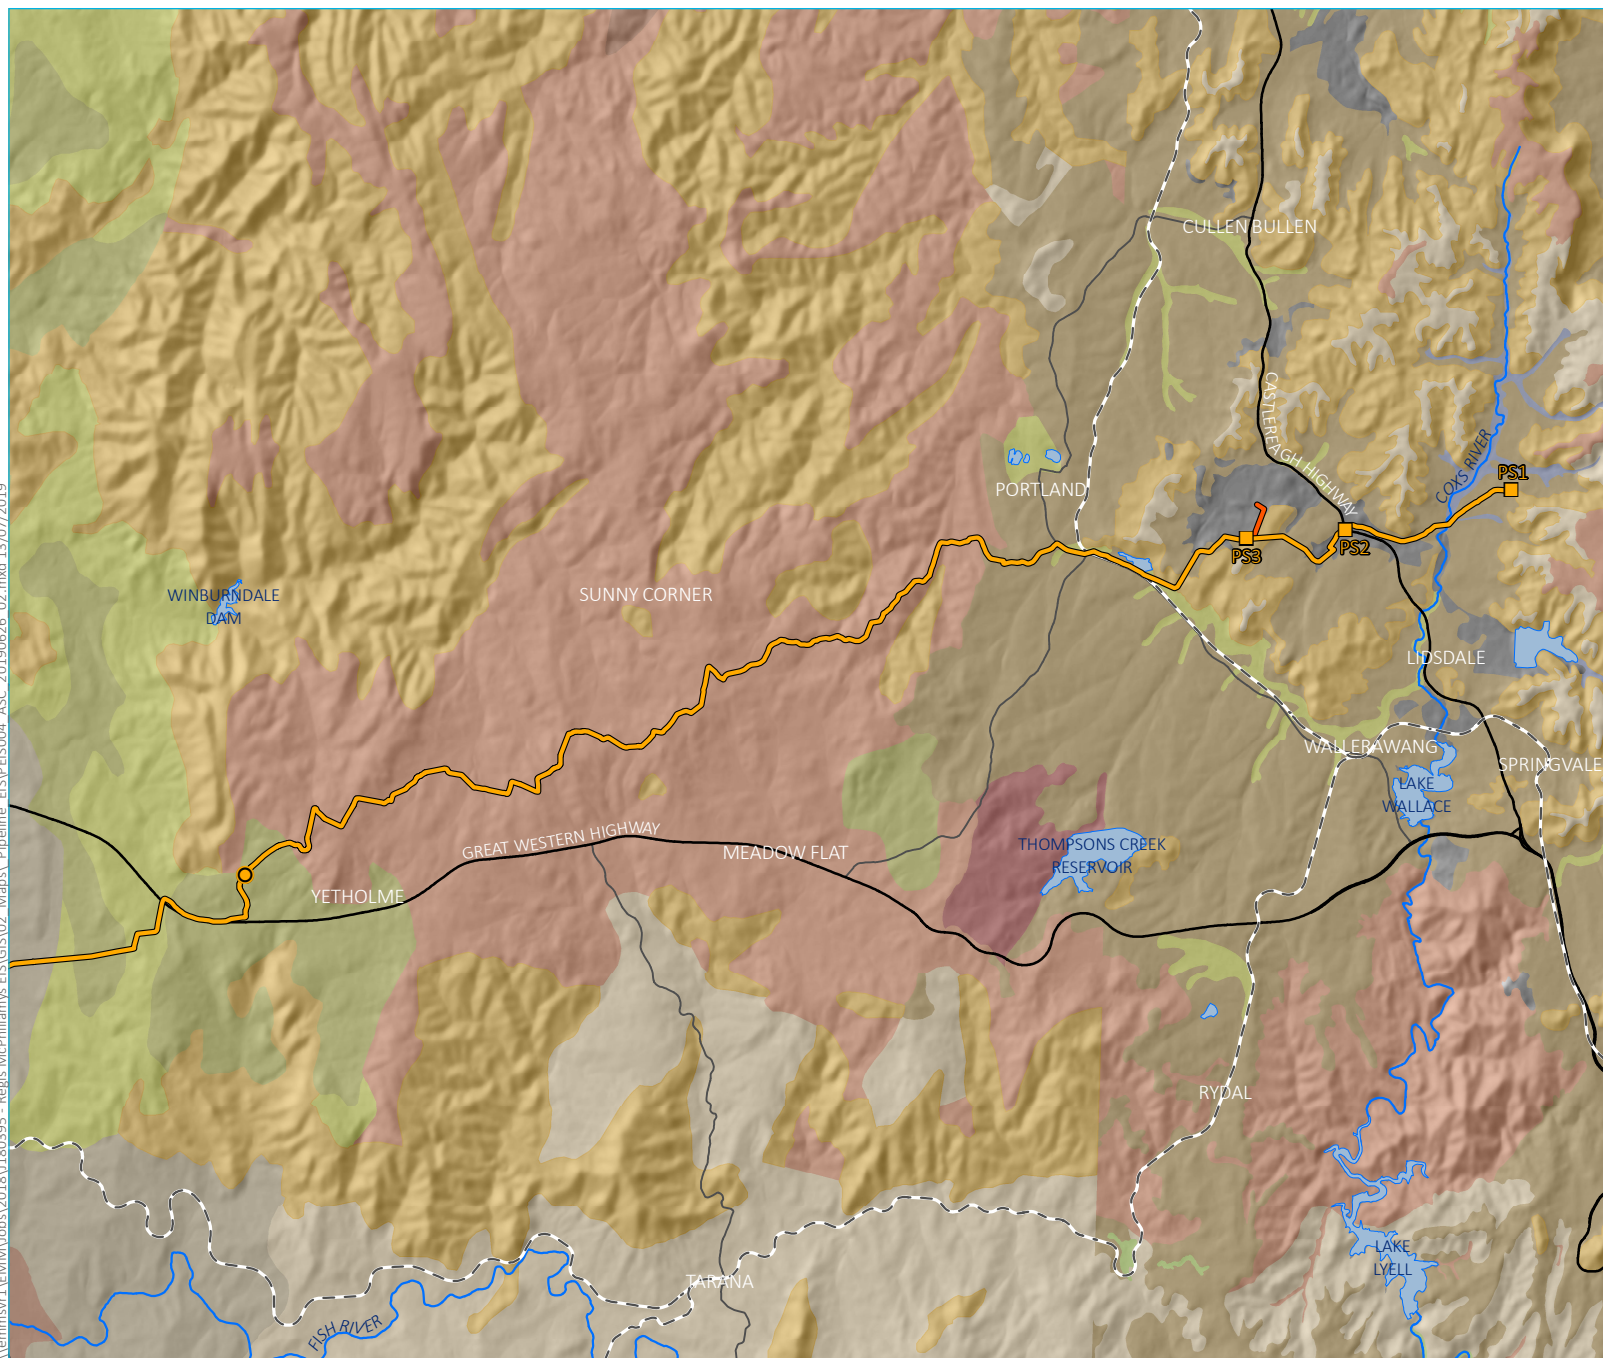 CULLEN BULLEN
CASTLEREAGH HIGHWAY
COXS RIVER
PS1
PORTLAND
PS2
PS3
WINBURNDALE
DAM
SUNNY CORNER
LIDSDALE
WALLERAWANG
SPRINGVALE
LAKE
WALLACE
GREAT WESTERN HIGHWAY
MEADOW FLAT
THOMPSONS CREEK
RESERVOIR
YETHOLME
RYDAL
LAKE
LYELL
TARANA
FISH RIVER